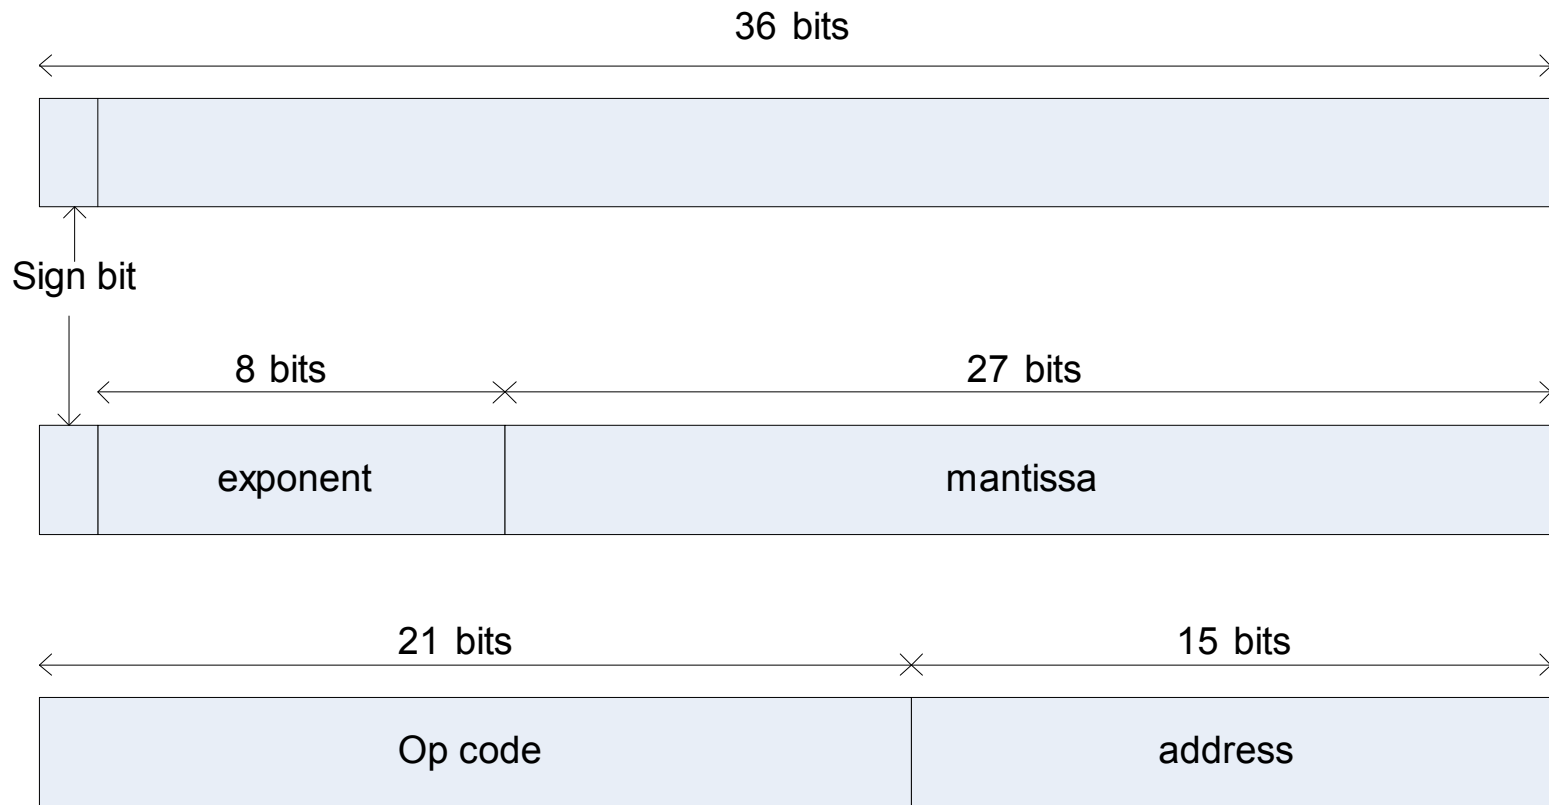 36 bits
Sign bit
8 bits
27 bits
exponent
mantissa
21 bits
15 bits
Op code
address